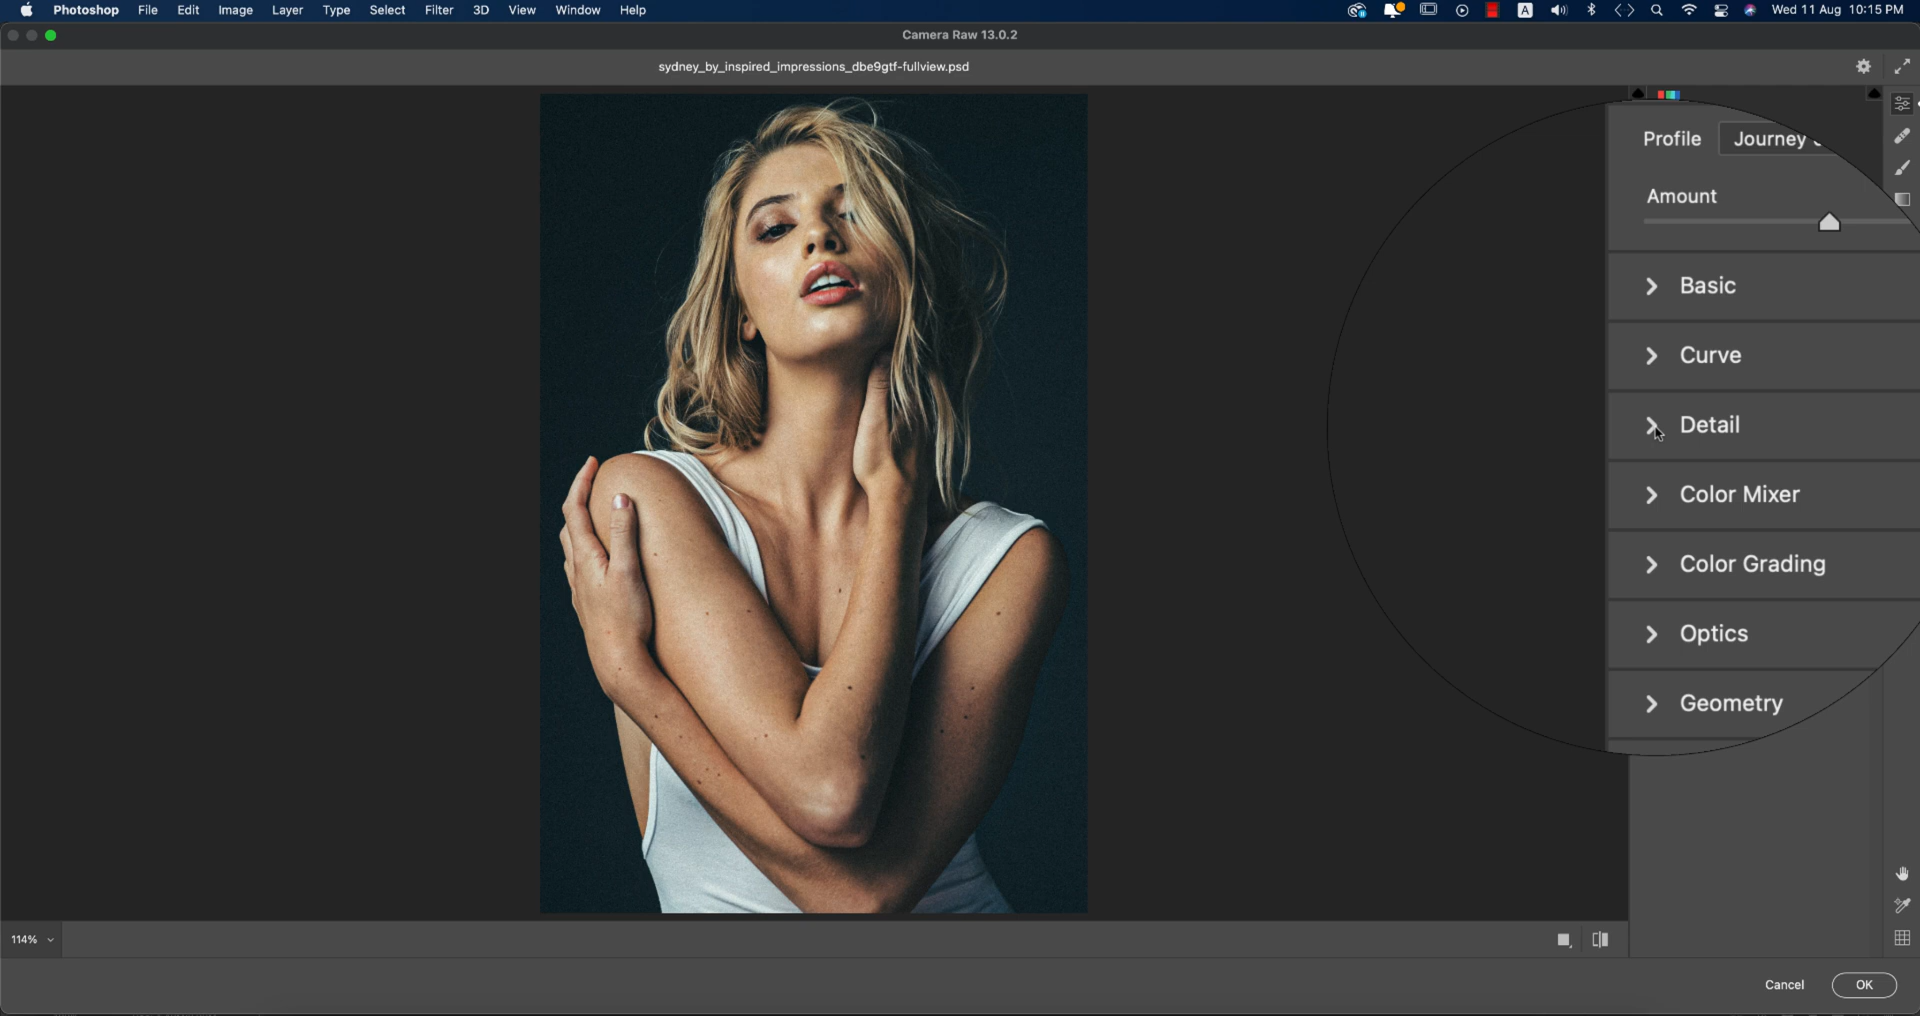 Photoshop File Edit Image Layer Type Select Filter 3D View Window Help A Wed 11 Aug 10:15 PM
Camera Raw 13.0.2
sydney_by_inspired_impressions_dbe9gtf-fullview.psd
Profile Journey
Amount
Basic
Curve
Detail
Color Mixer
Color Grading
Optics
Geometry
114%
Cancel OK